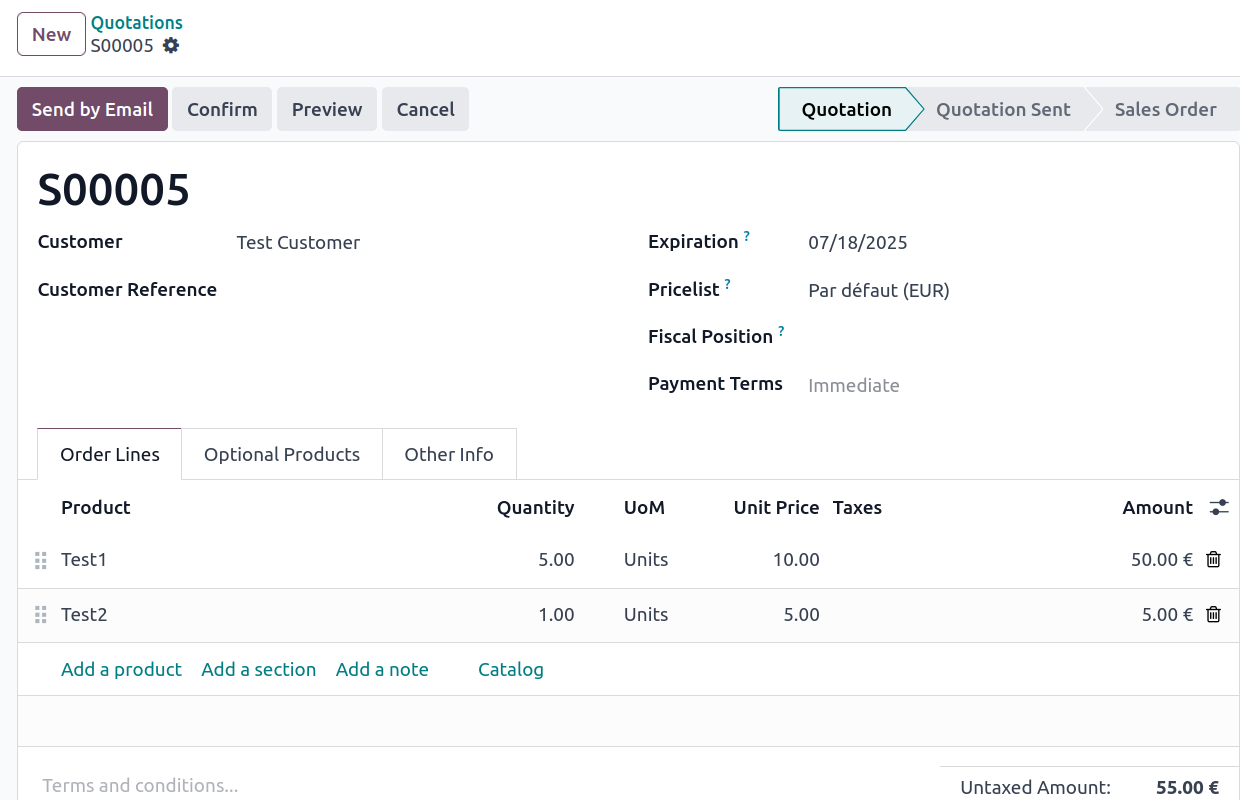 New
Quotations
S00005
Send by Email Confirm Preview Cancel Quotation Quotation Sent Sales Order
S00005
Customer Test Customer Expiration ? 07/18/2025
Customer Reference Pricelist ? Par défaut (EUR)
Fiscal Position ?
Payment Terms Immediate
Order Lines Optional Products Other Info
Product Quantity UoM Unit Price Taxes Amount
Test1 5.00 Units 10.00 50.00 €
Test2 1.00 Units 5.00 5.00 €
Add a product Add a section Add a note Catalog
Terms and conditions... Untaxed Amount: 55.00 €